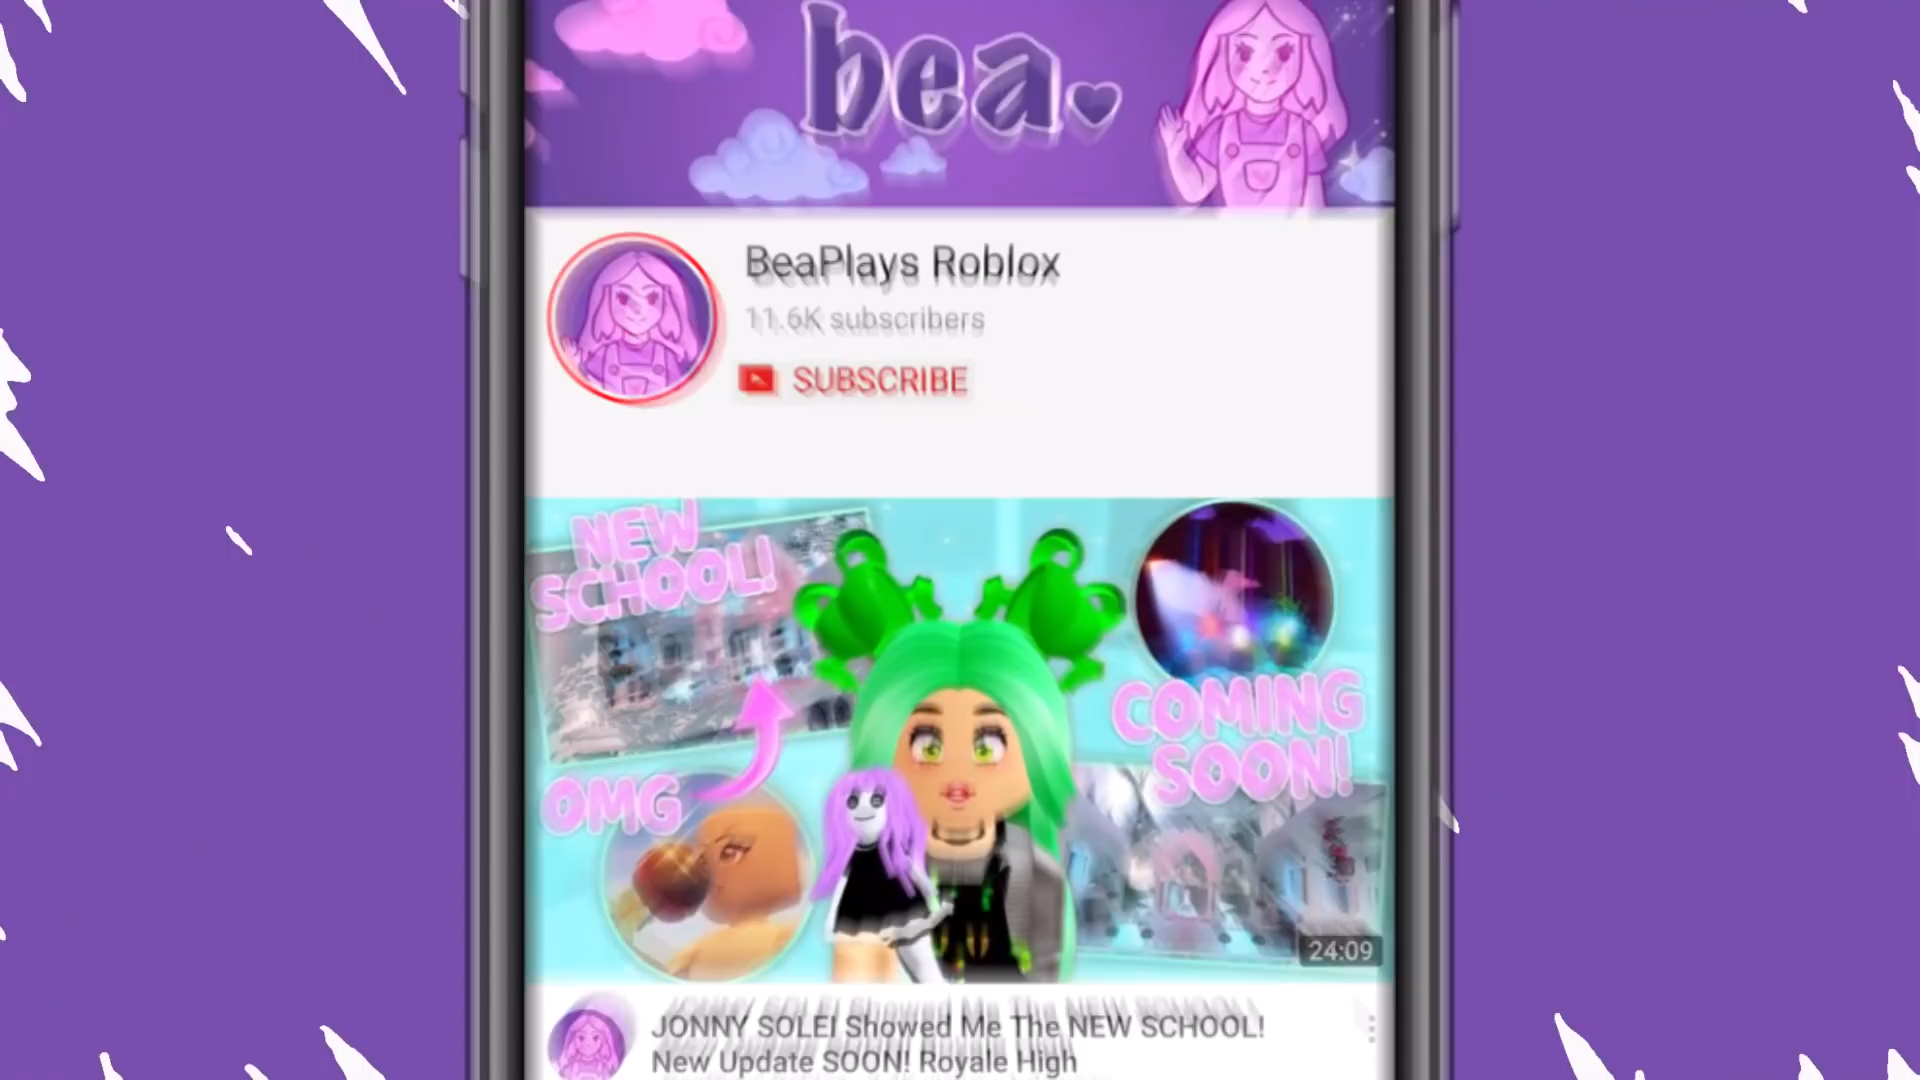 bea.
BeaPlays Roblox
11.6K subscribers
SUBSCRIBE
NEW
SCHOOL!
COMING
SOON!
OMG
24:09
JONNY SOLEI Showed Me The NEW SCHOOL!
New Update SOON! Royale High